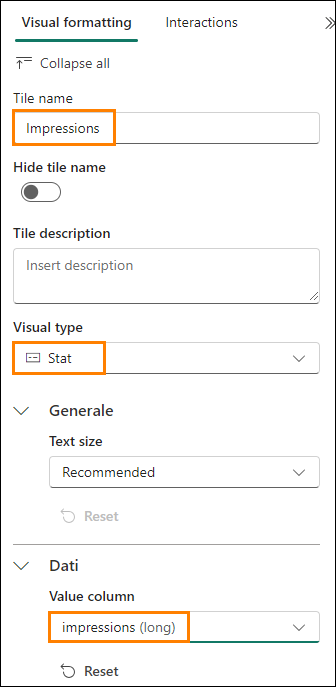 Visual formatting
Interactions
Collapse all
Tile name
Impressions
Hide tile name
Tile description
Insert description
Visual type
Stat
Generale
Text size
Recommended
Reset
Dati
Value column
impressions (long)
Reset